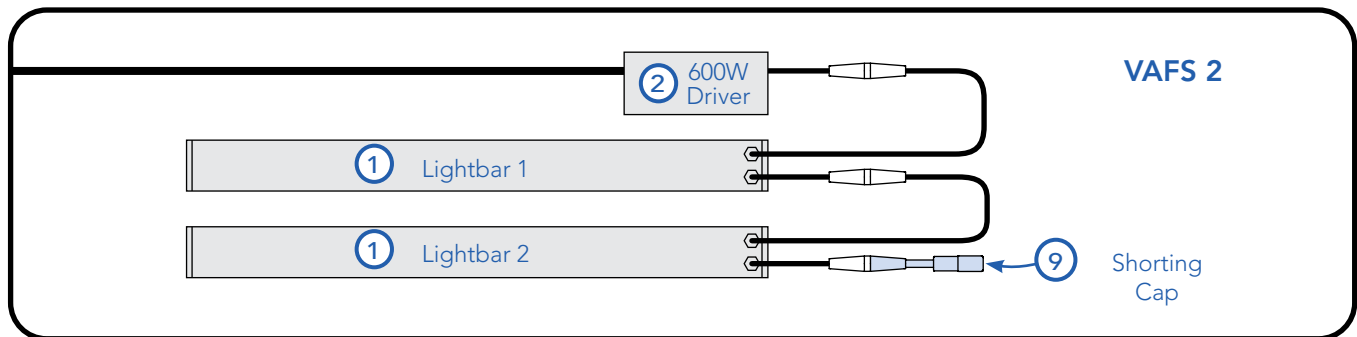 VAFS 2
2 600W
Driver
1 Lightbar 1
1 Lightbar 2
9 Shorting
Cap